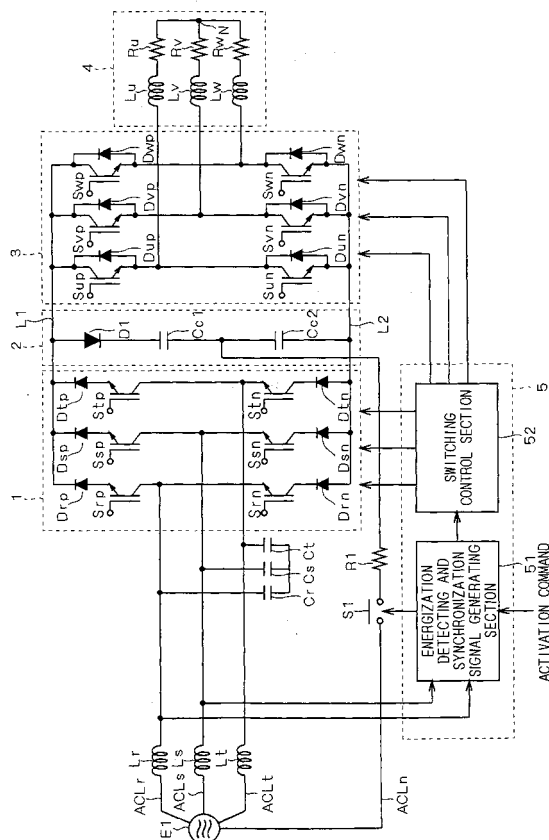 4
Ru
Rv
Rw
N
Lu
Lv
Lw
3
Swp
Dwp
Svp
Dvp
Sup
Dup
Swn
Dwn
Svn
Dvn
Sun
Dun
L1
2
D1
Cc1
Cc2
L2
1
Dtp
Stp
Dsp
Ssp
Drp
Srp
Stn
Dtn
Ssn
Dsn
Srn
Drn
Cr Cs Ct
R1
S1
5
52
SWITCHING
CONTROL SECTION
51
ENERGIZATION
DETECTING AND
SYNCHRONIZATION
SIGNAL GENERATING
SECTION
ACTIVATION COMMAND
Lr
Ls
Lt
ACLr
ACLs
ACLt
ACLn
E1